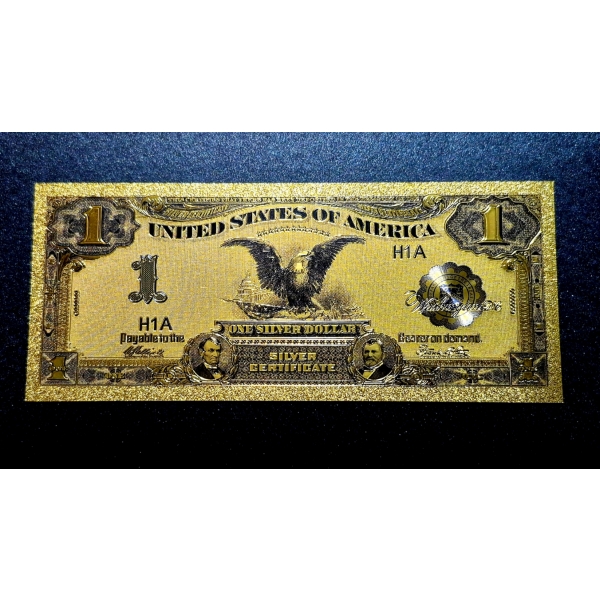 1 UNITED STATES OF AMERICA 1
H1A
1
H1A
Payable to the
Bearer on demand.
Washington
ONE SILVER DOLLAR
SILVER
CERTIFICATE
1 1